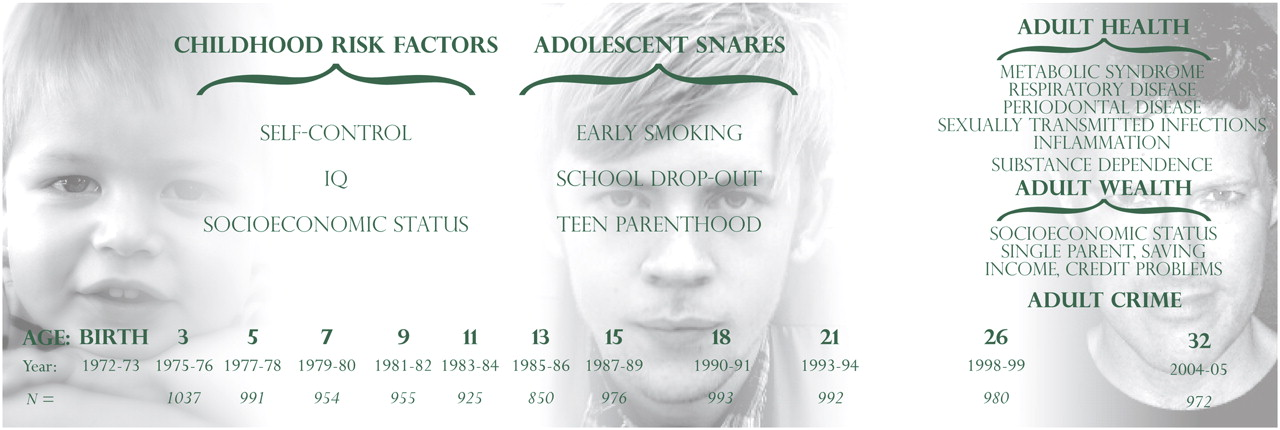 CHILDHOOD RISK FACTORS
SELF-CONTROL
IQ
SOCIOECONOMIC STATUS
ADOLESCENT SNARES
EARLY SMOKING
SCHOOL DROP-OUT
TEEN PARENTHOOD
ADULT HEALTH
METABOLIC SYNDROME
RESPIRATORY DISEASE
PERIODONTAL DISEASE
SEXUALLY TRANSMITTED INFECTIONS
INFLAMMATION
SUBSTANCE DEPENDENCE
ADULT WEALTH
SOCIOECONOMIC STATUS
SINGLE PARENT, SAVING
INCOME, CREDIT PROBLEMS
ADULT CRIME
AGE: BIRTH 3 5 7 9 11 13 15 18 21 26 32
Year: 1972-73 1975-76 1977-78 1979-80 1981-82 1983-84 1985-86 1987-89 1990-91 1993-94 1998-99 2004-05
N = 1037 991 954 955 925 850 976 993 992 980 972